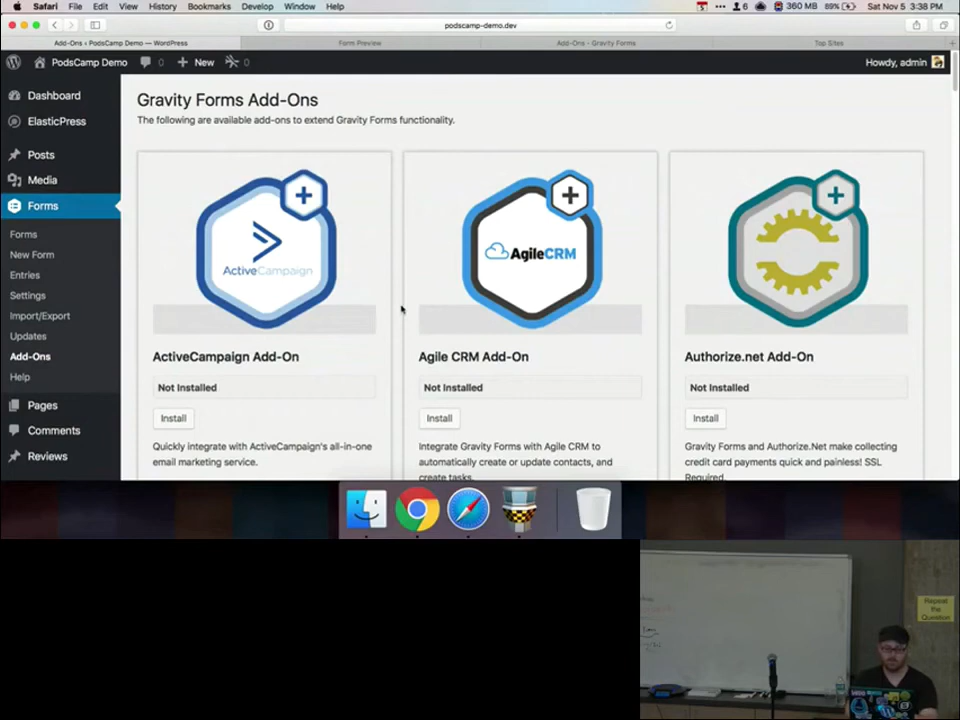 Safari File Edit View History Bookmarks Develop Window Help
6 360 MB 89% Sat Nov 5 3:38 PM
podscamp-demo.dev
Add-Ons ‹ PodsCamp Demo — WordPress
Form Preview
Add-Ons - Gravity Forms
Top Sites
PodsCamp Demo 0 + New 0
Howdy, admin
Dashboard
ElasticPress
Posts
Media
Forms
Forms
New Form
Entries
Settings
Import/Export
Updates
Add-Ons
Help
Pages
Comments
Reviews
Gravity Forms Add-Ons
The following are available add-ons to extend Gravity Forms functionality.
ActiveCampaign
ActiveCampaign Add-On
Not Installed
Install
Quickly integrate with ActiveCampaign's all-in-one
email marketing service.
AgileCRM
Agile CRM Add-On
Not Installed
Install
Integrate Gravity Forms with Agile CRM to
automatically create or update contacts, and
create tasks.
Authorize.net Add-On
Not Installed
Install
Gravity Forms and Authorize.Net make collecting
credit card payments quick and painless! SSL
Required.
Repeat
the
Question